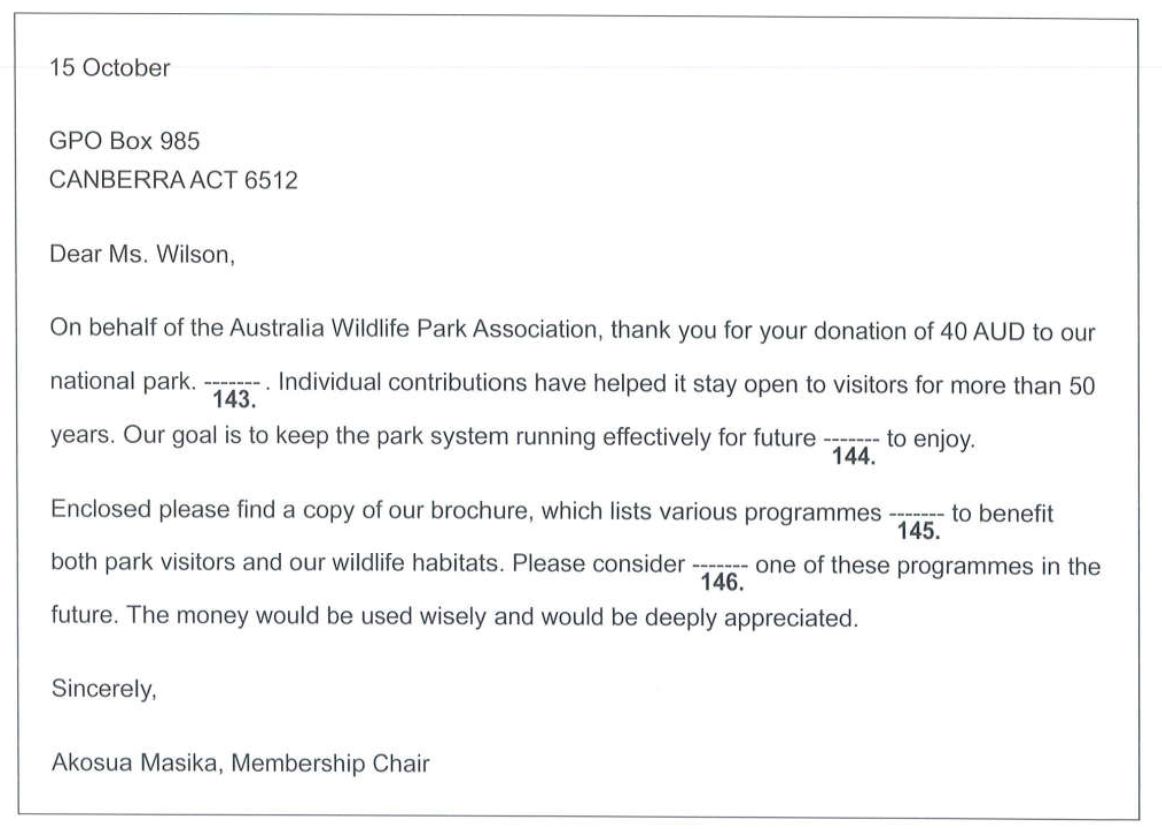 15 October
GPO Box 985
CANBERRA ACT 6512
Dear Ms. Wilson,
On behalf of the Australia Wildlife Park Association, thank you for your donation of 40 AUD to our
national park. ------- . Individual contributions have helped it stay open to visitors for more than 50
143.
years. Our goal is to keep the park system running effectively for future ------- to enjoy.
144.
Enclosed please find a copy of our brochure, which lists various programmes ------- to benefit
145.
both park visitors and our wildlife habitats. Please consider ------- one of these programmes in the
146.
future. The money would be used wisely and would be deeply appreciated.
Sincerely,
Akosua Masika, Membership Chair